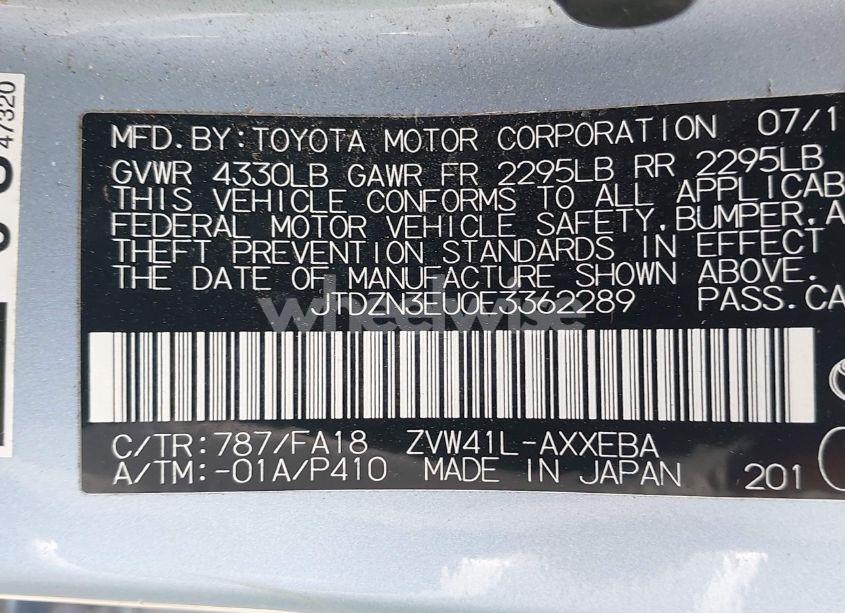 47320
MFD.BY:TOYOTA MOTOR CORPORATION 07/1
GVWR 4330LB GAWR FR 2295LB RR 2295LB
THIS VEHICLE CONFORMS TO ALL APPLICAB
FEDERAL MOTOR VEHICLE SAFETY,BUMPER,A
THEFT PREVENTION STANDARDS IN EFFECT
THE DATE OF MANUFACTURE SHOWN ABOVE.
JTDZN3EU0E3362289 PASS.CA
wheelwise
C/TR:787/FA18 ZVW41L-AXXEBA
A/TM:-01A/P410 MADE IN JAPAN 201